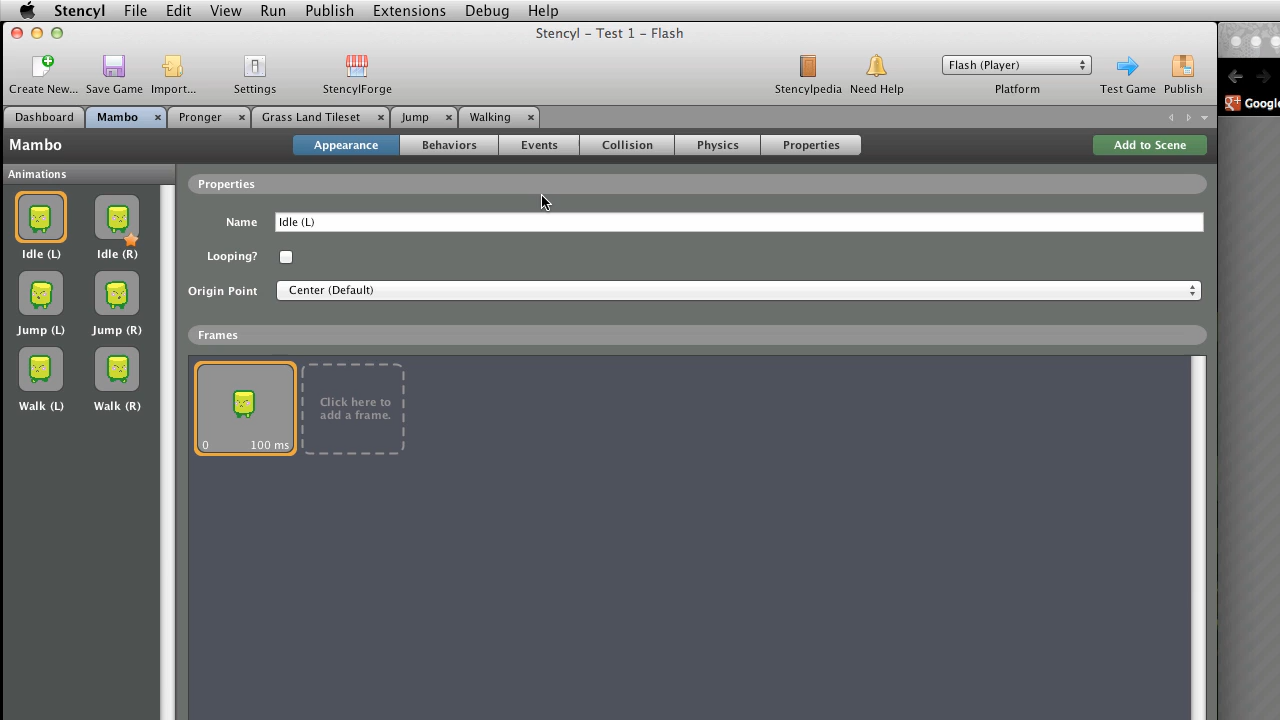 Stencyl File Edit View Run Publish Extensions Debug Help
Stencyl – Test 1 – Flash
Create New... Save Game Import... Settings StencylForge Stencylpedia Need Help Flash (Player) Platform Test Game Publish
Google
Dashboard Mambo Pronger Grass Land Tileset Jump Walking
Mambo Appearance Behaviors Events Collision Physics Properties Add to Scene
Animations
Idle (L) Idle (R)
Jump (L) Jump (R)
Walk (L) Walk (R)
Properties
Name Idle (L)
Looping?
Origin Point Center (Default)
Frames
0 100 ms
Click here to
add a frame.